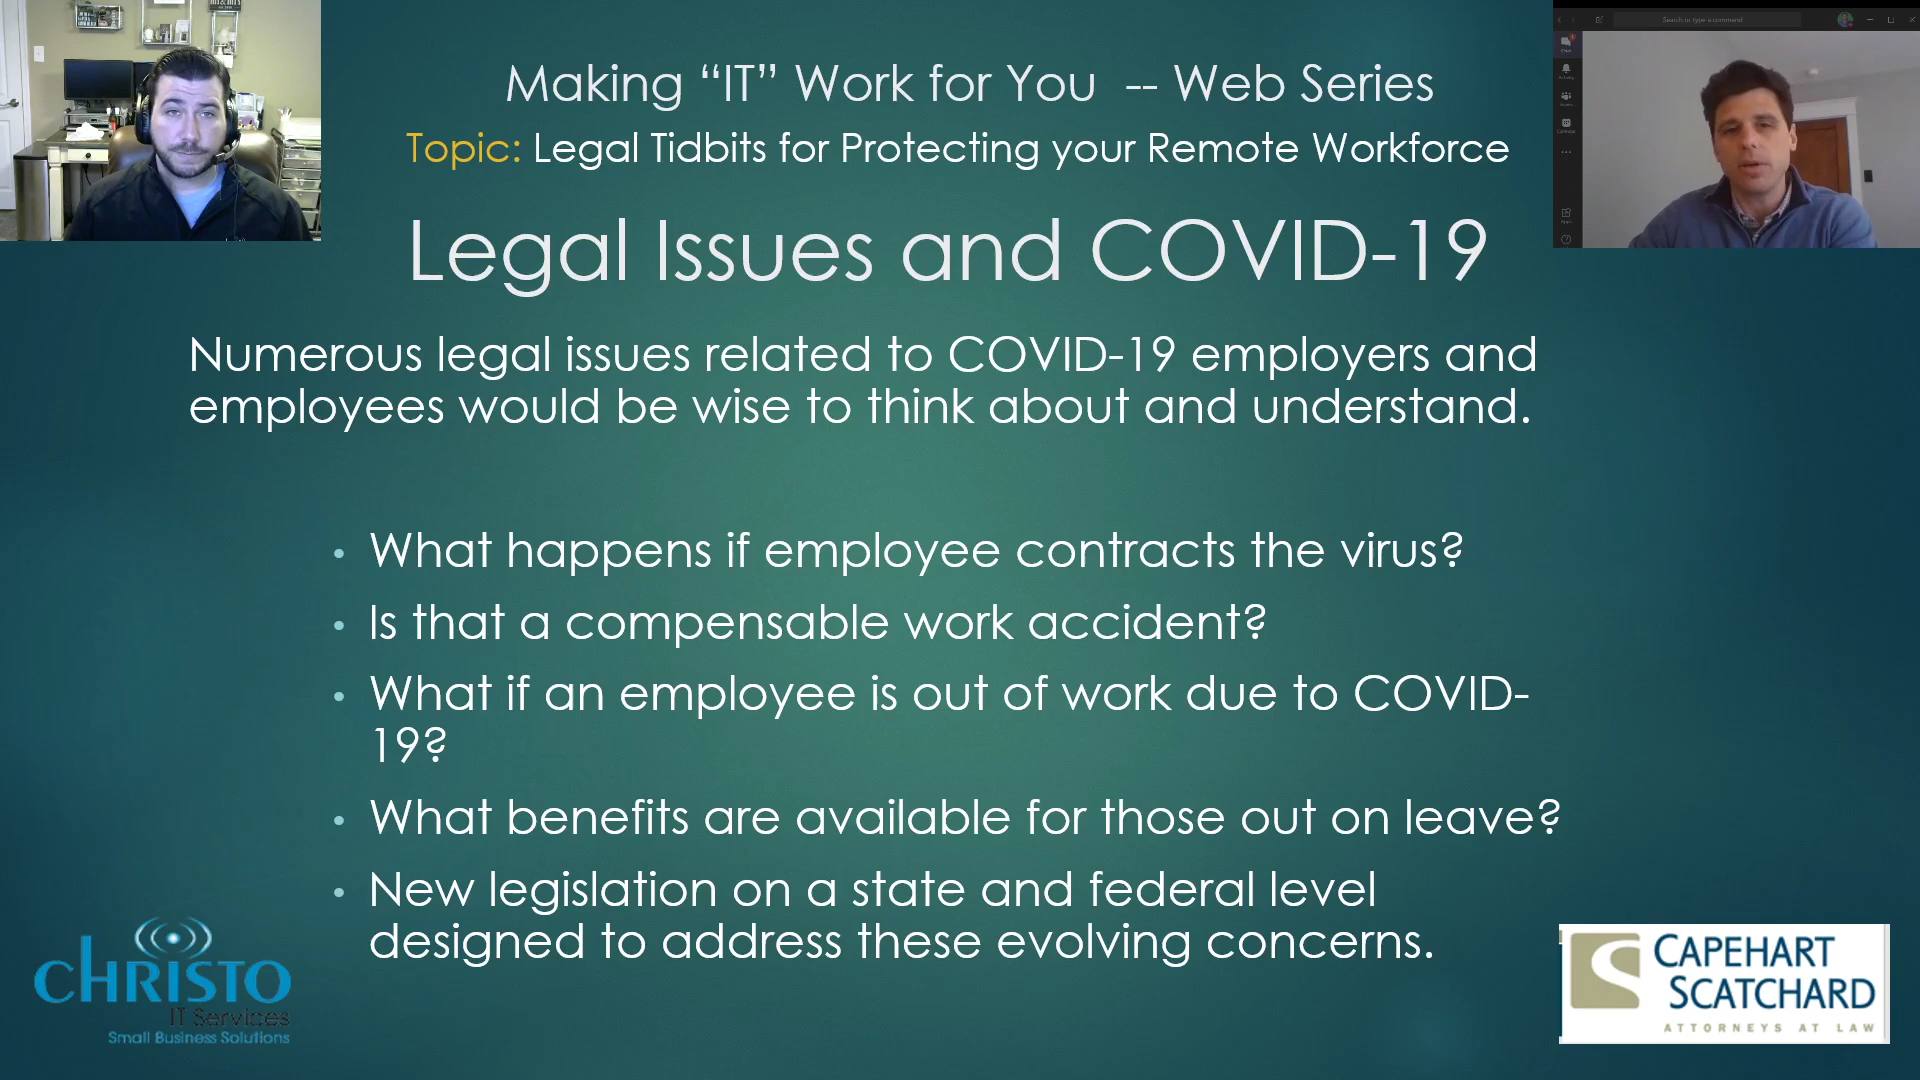 Making “IT” Work for You -- Web Series
Topic: Legal Tidbits for Protecting your Remote Workforce
Search or type a command
Legal Issues and COVID-19
Numerous legal issues related to COVID-19 employers and
employees would be wise to think about and understand.
• What happens if employee contracts the virus?
• Is that a compensable work accident?
• What if an employee is out of work due to COVID-
19?
• What benefits are available for those out on leave?
• New legislation on a state and federal level
designed to address these evolving concerns.
CHRISTO
IT Services
Small Business Solutions
CAPEHART
SCATCHARD
ATTORNEYS AT LAW